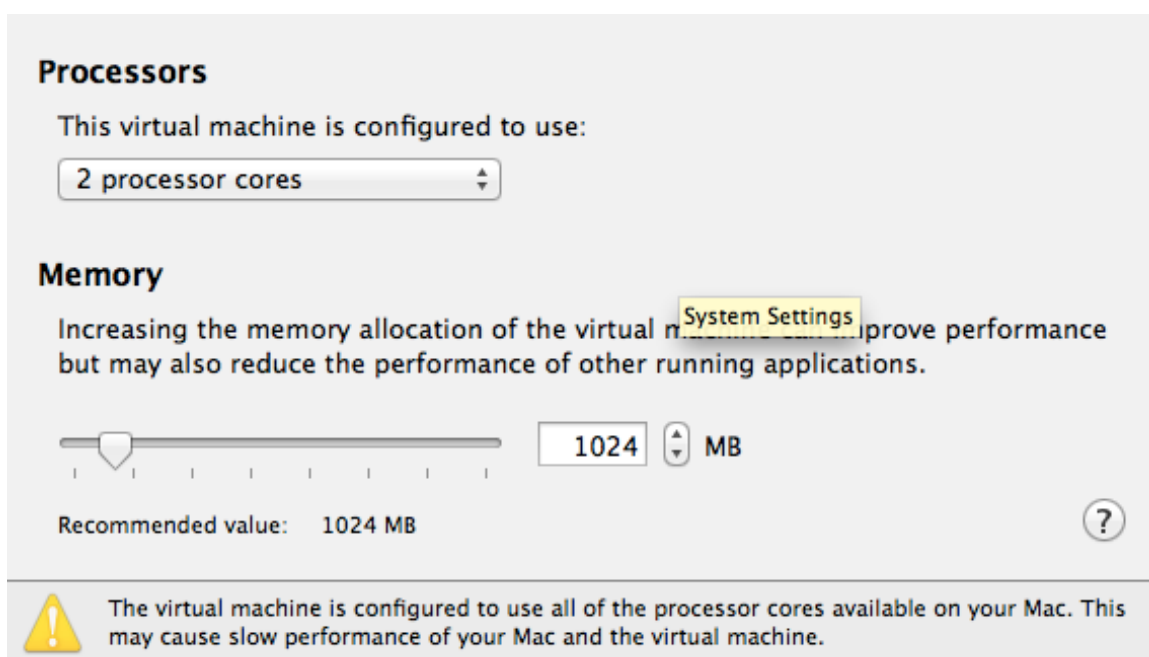 Processors
This virtual machine is configured to use:
2 processor cores
Memory
System Settings
Increasing the memory allocation of the virtual improve performance
but may also reduce the performance of other running applications.
1024 MB
Recommended value: 1024 MB
?
The virtual machine is configured to use all of the processor cores available on your Mac. This
may cause slow performance of your Mac and the virtual machine.